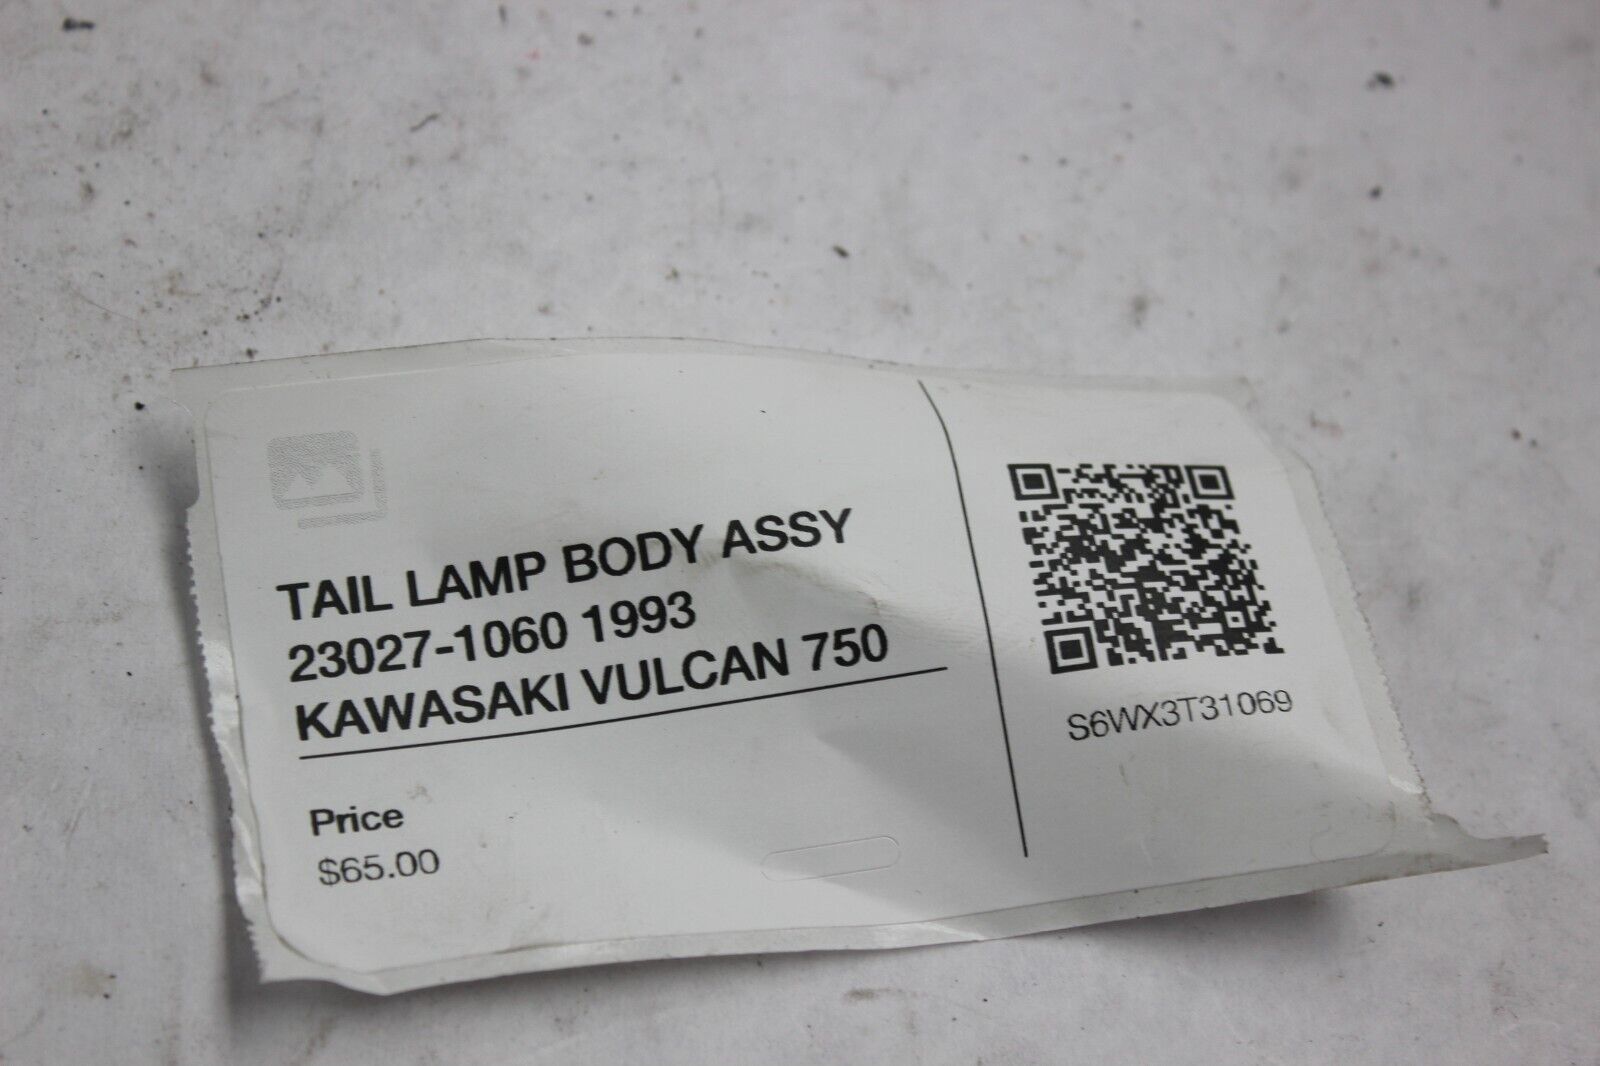 TAIL LAMP BODY ASSY
23027-1060 1993
KAWASAKI VULCAN 750
Price
$65.00
S6WX3T31069